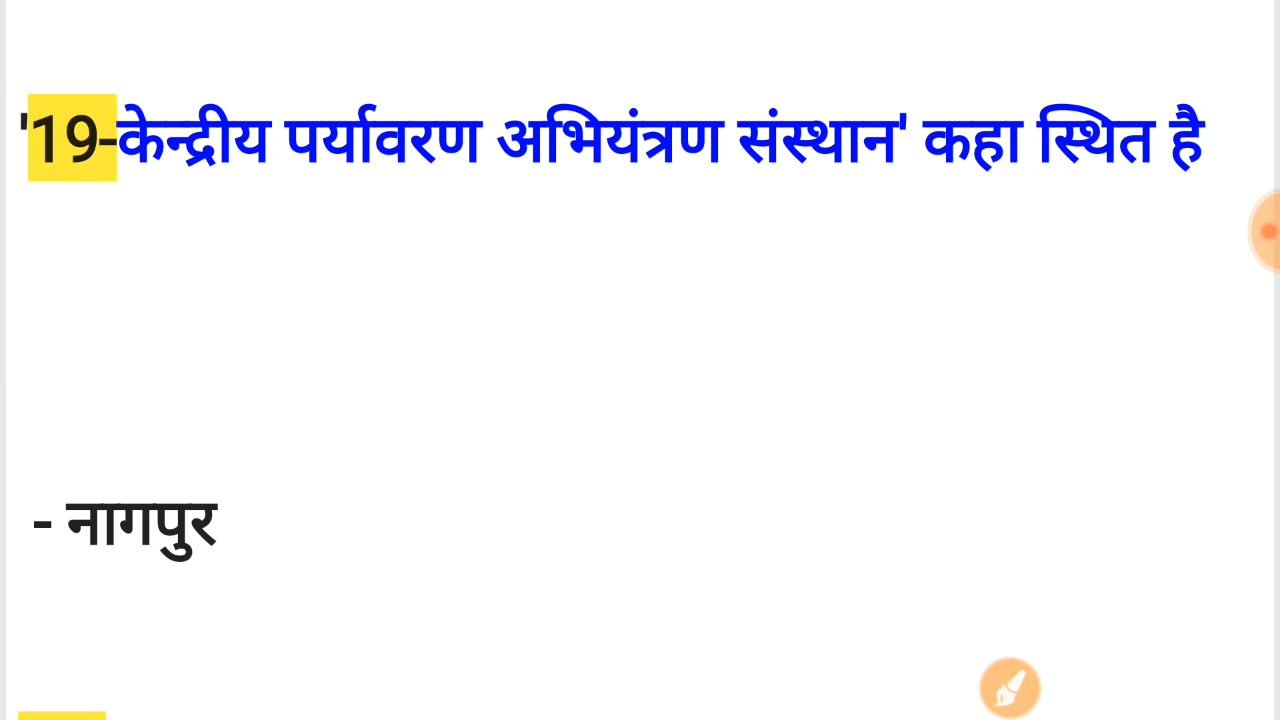 '19-केन्द्रीय पर्यावरण अभियंत्रण संस्थान' कहा स्थित है
- नागपुर